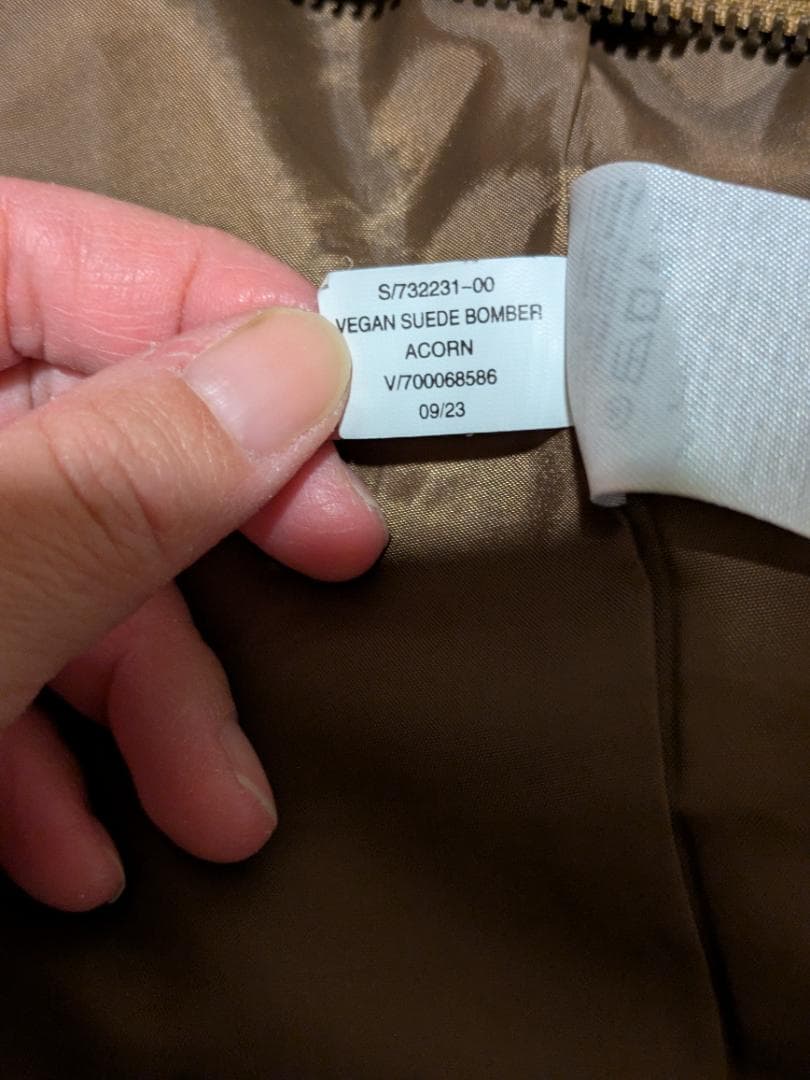 S/732231-00
VEGAN SUEDE BOMBER
ACORN
V/700068586
09/23